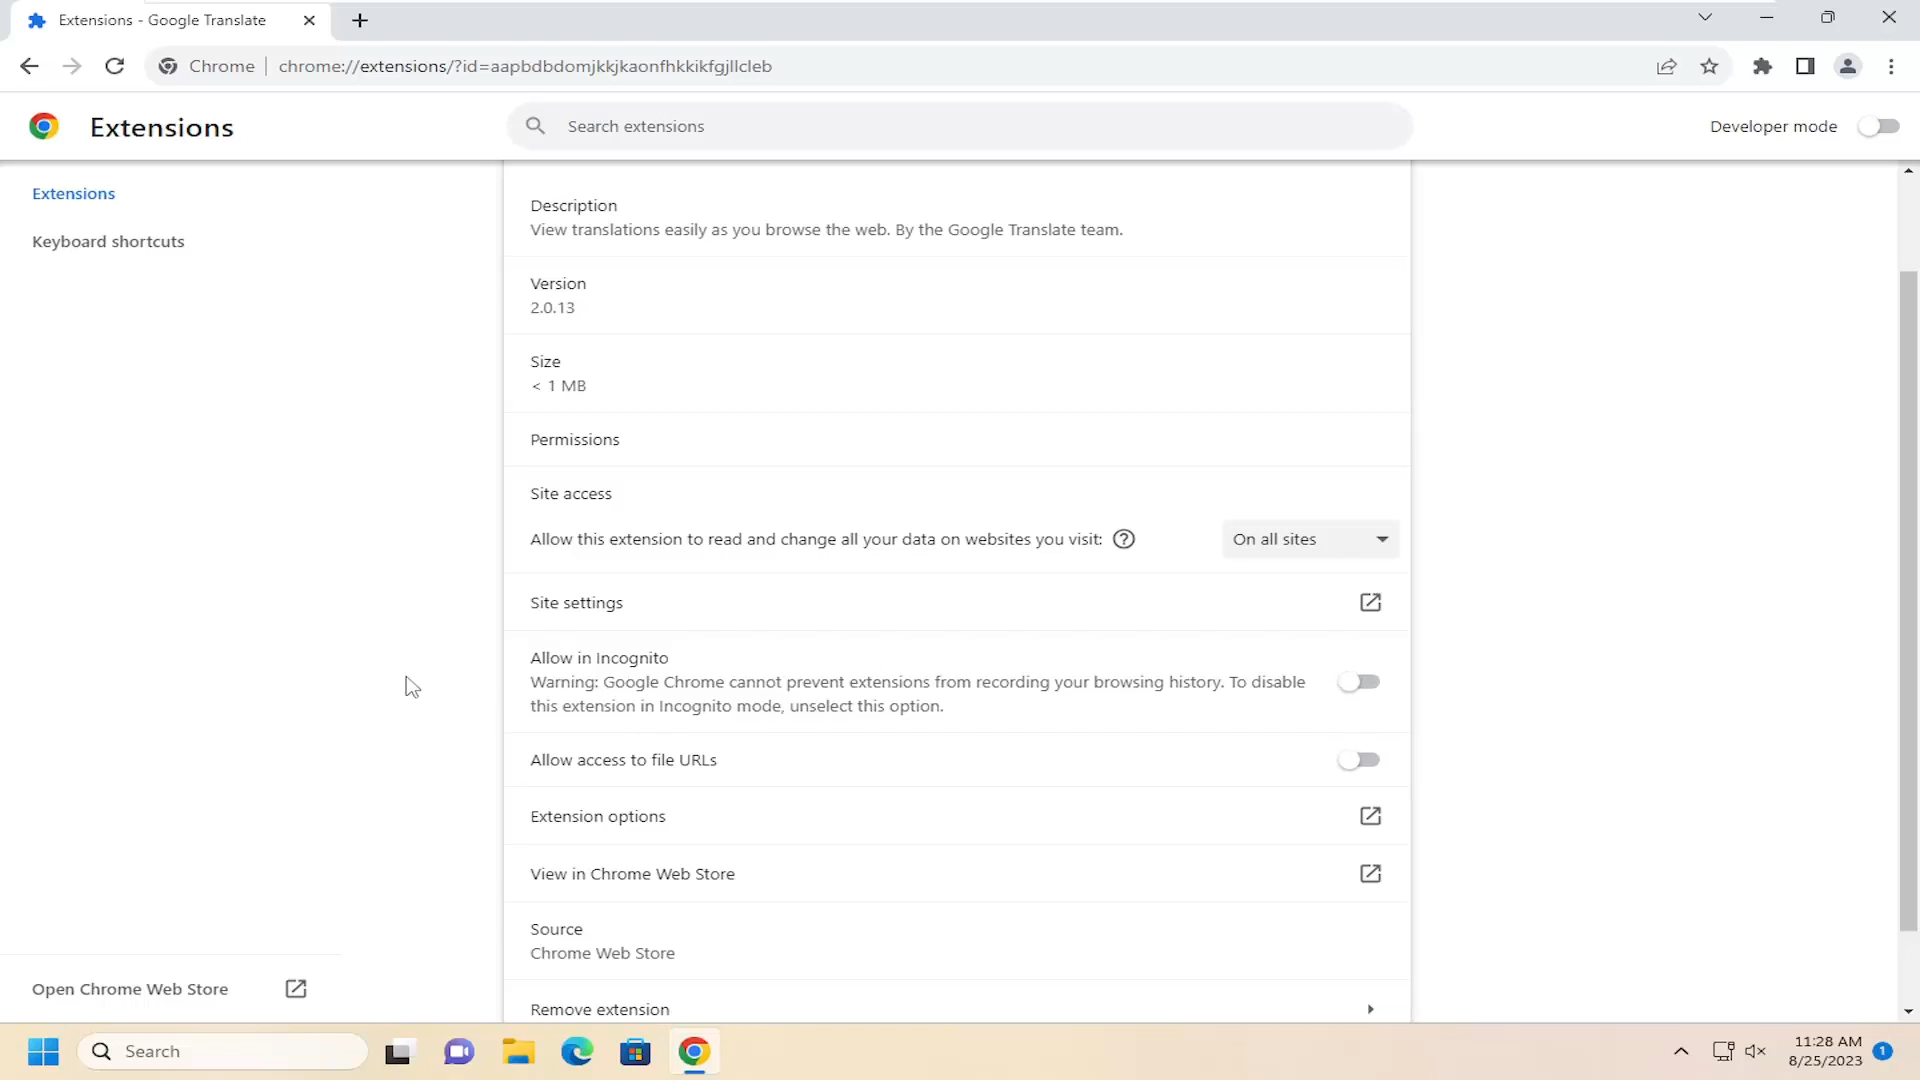 Extensions - Google Translate
Chrome
chrome://extensions/?id=aapbdbdomjkkjkaonfhkkikfgjllcleb
Extensions
Search extensions
Developer mode
Extensions
Keyboard shortcuts
Description
View translations easily as you browse the web. By the Google Translate team.
Version
2.0.13
Size
< 1 MB
Permissions
Site access
Allow this extension to read and change all your data on websites you visit:
On all sites
Site settings
Allow in Incognito
Warning: Google Chrome cannot prevent extensions from recording your browsing history. To disable
this extension in Incognito mode, unselect this option.
Allow access to file URLs
Extension options
View in Chrome Web Store
Source
Chrome Web Store
Remove extension
Open Chrome Web Store
Search
11:28 AM
8/25/2023
1